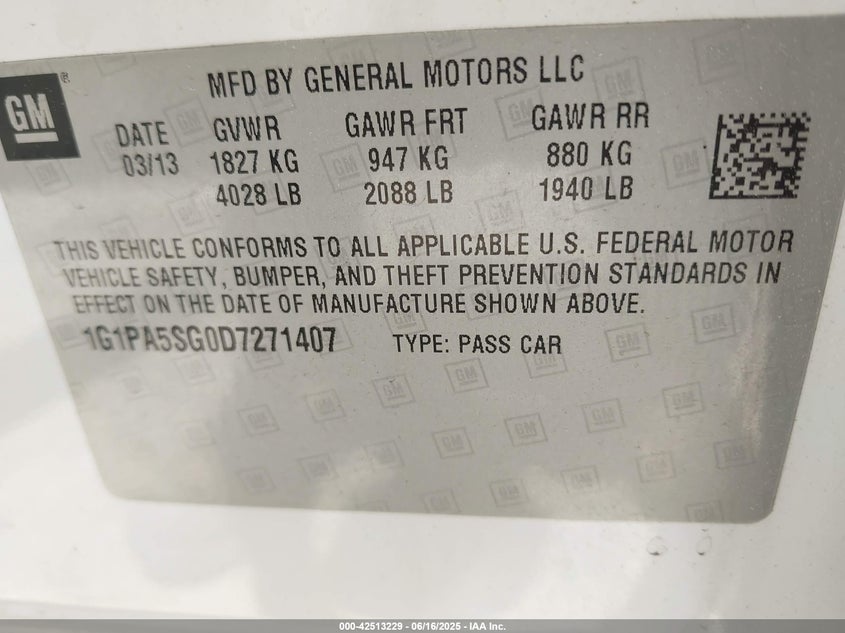 GM®
MFD BY GENERAL MOTORS LLC
DATE GVWR GAWR FRT GAWR RR
03/13 1827 KG 947 KG 880 KG
4028 LB 2088 LB 1940 LB
THIS VEHICLE CONFORMS TO ALL APPLICABLE U.S. FEDERAL MOTOR
VEHICLE SAFETY, BUMPER, AND THEFT PREVENTION STANDARDS IN
EFFECT ON THE DATE OF MANUFACTURE SHOWN ABOVE.
1G1PA5SG0D7271407 TYPE: PASS CAR
000-42513229 - 06/16/2025 - IAA Inc.